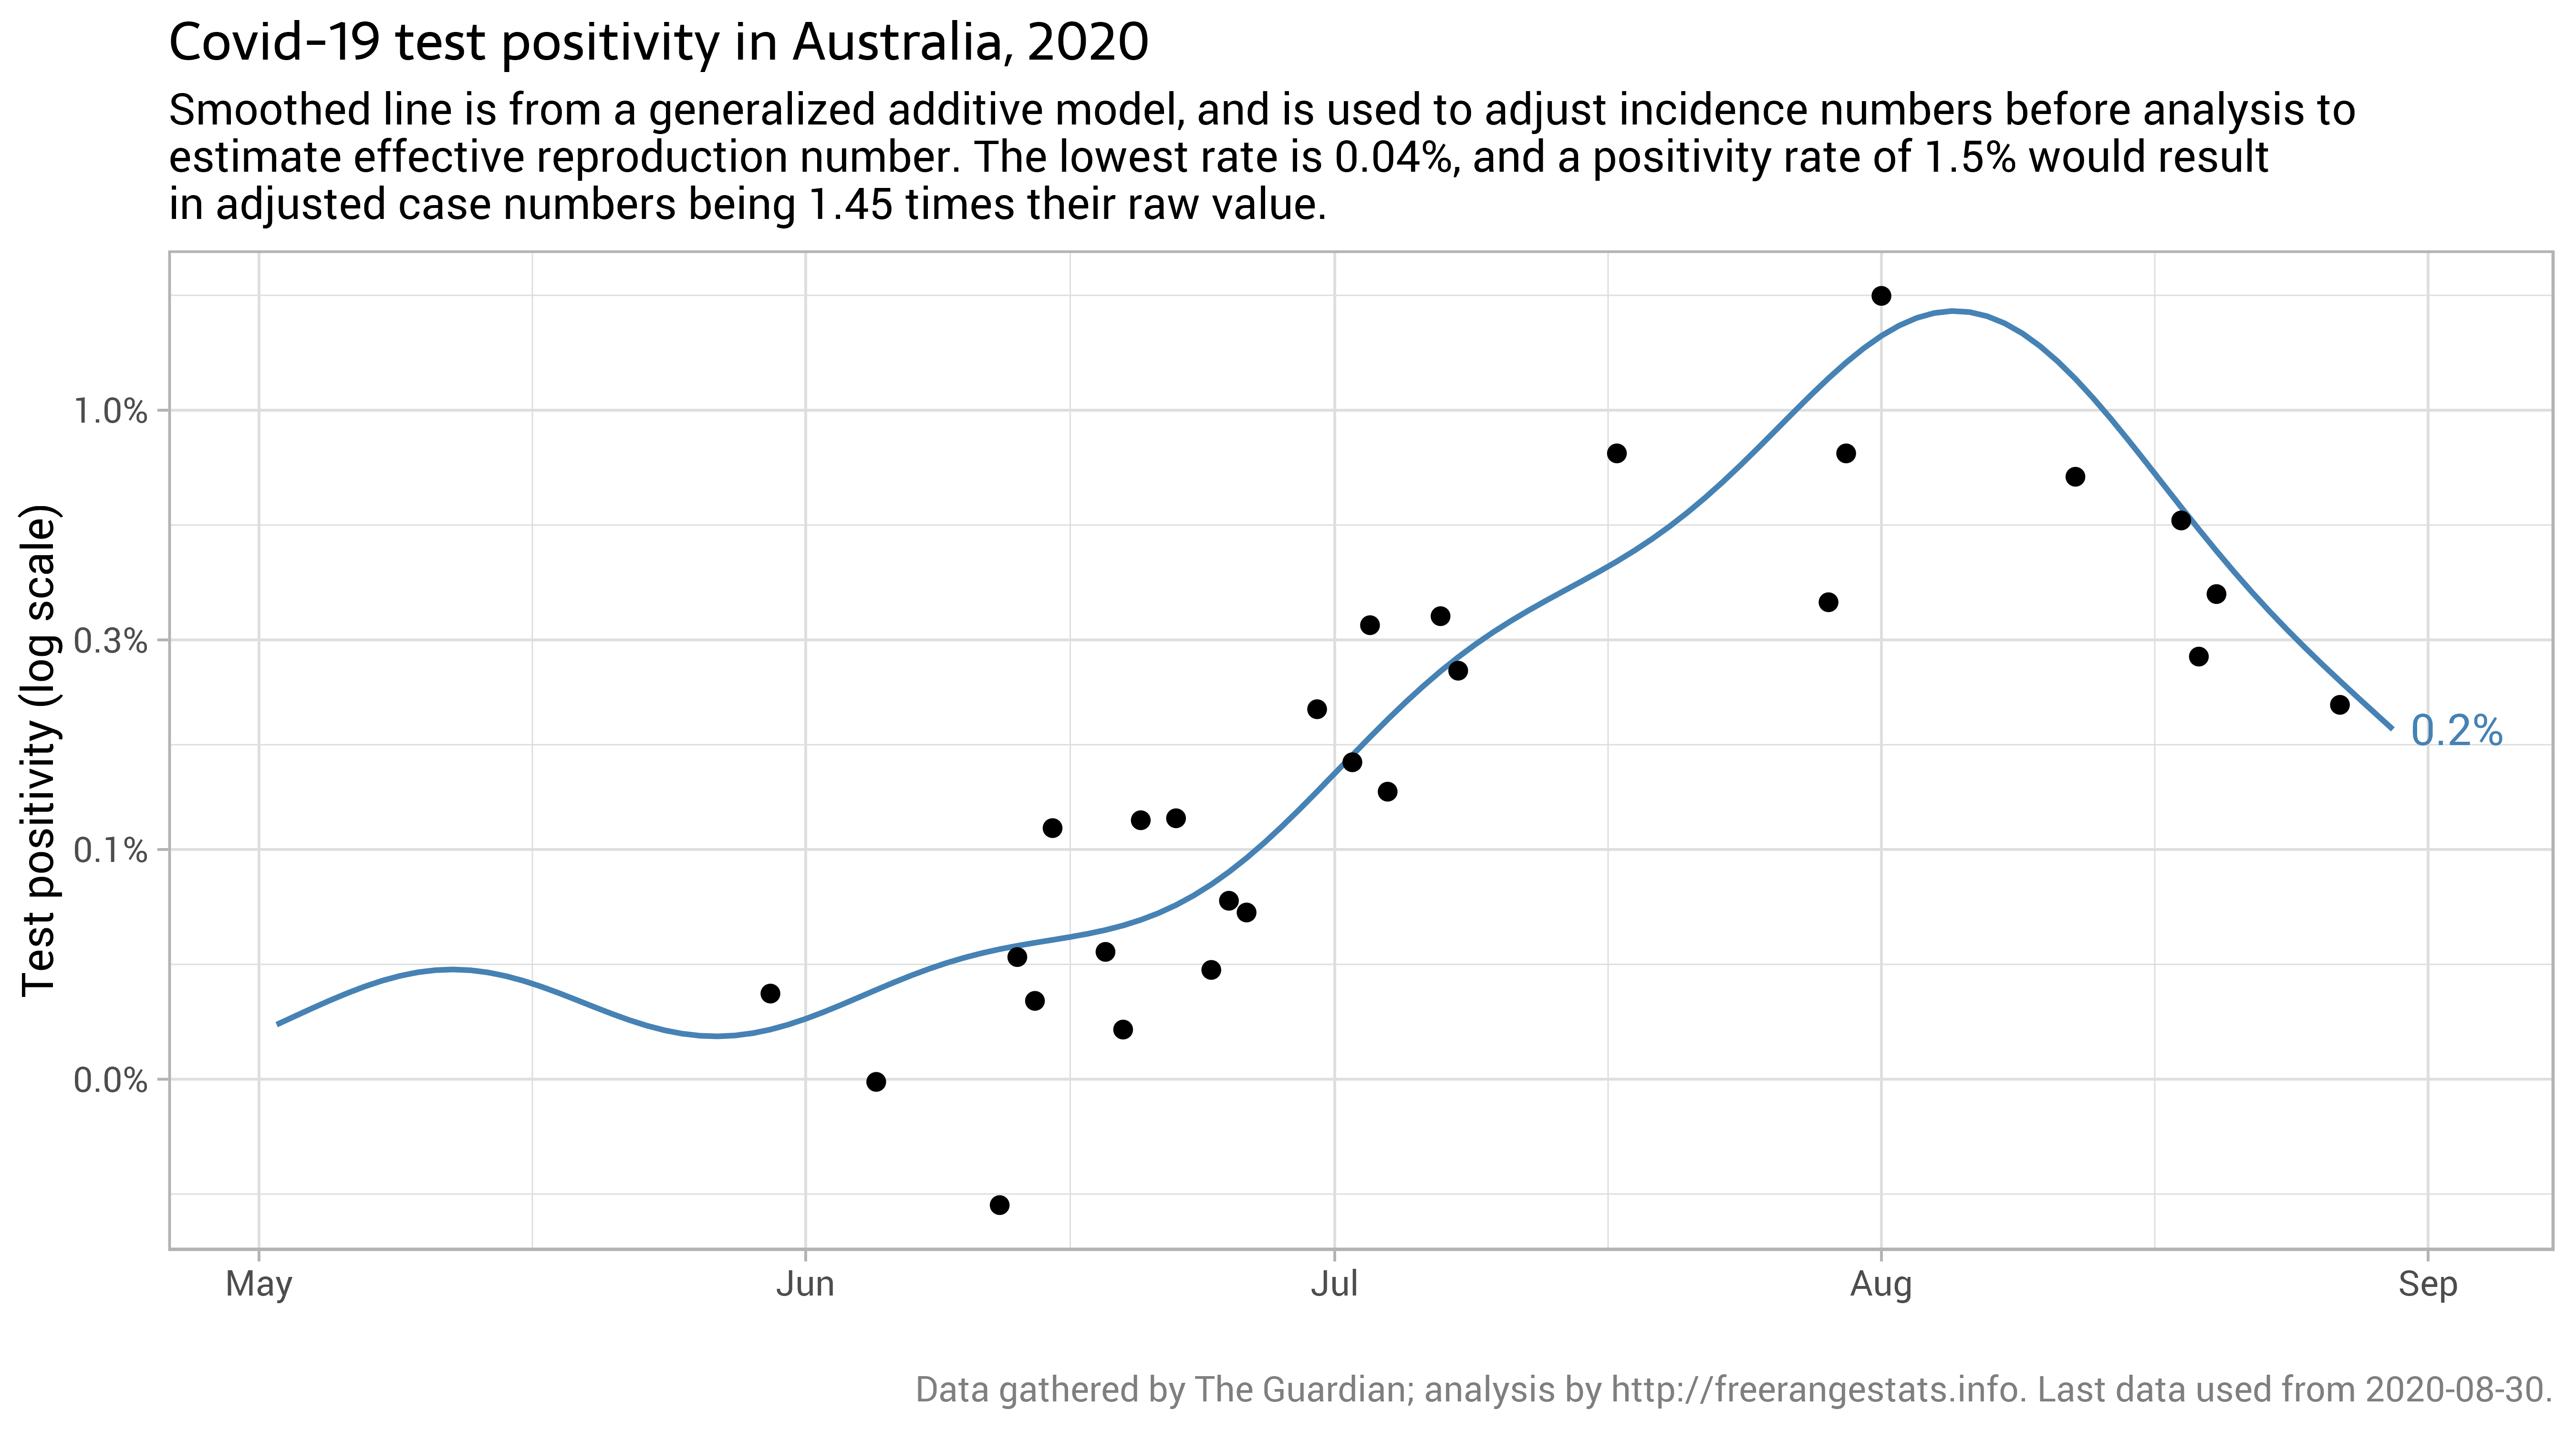 Covid-19 test positivity in Australia, 2020
Smoothed line is from a generalized additive model, and is used to adjust incidence numbers before analysis to
estimate effective reproduction number. The lowest rate is 0.04%, and a positivity rate of 1.5% would result
in adjusted case numbers being 1.45 times their raw value.
Test positivity (log scale)
1.0%
0.3%
0.1%
0.0%
0.2%
May Jun Jul Aug Sep
Data gathered by The Guardian; analysis by http://freerangestats.info. Last data used from 2020-08-30.